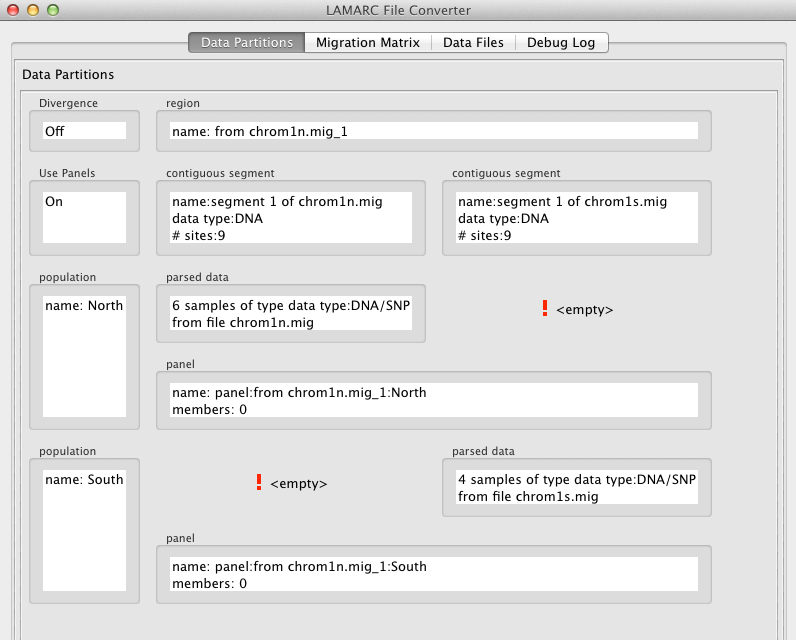 LAMARC File Converter
Data Partitions
Migration Matrix
Data Files
Debug Log
Data Partitions
Divergence
Off
region
name: from chrom1n.mig_1
Use Panels
On
contiguous segment
name:segment 1 of chrom1n.mig
data type:DNA
# sites:9
contiguous segment
name:segment 1 of chrom1s.mig
data type:DNA
# sites:9
population
name: North
parsed data
6 samples of type data type:DNA/SNP
from file chrom1n.mig
! <empty>
panel
name: panel:from chrom1n.mig_1:North
members: 0
population
name: South
! <empty>
parsed data
4 samples of type data type:DNA/SNP
from file chrom1s.mig
panel
name: panel:from chrom1n.mig_1:South
members: 0